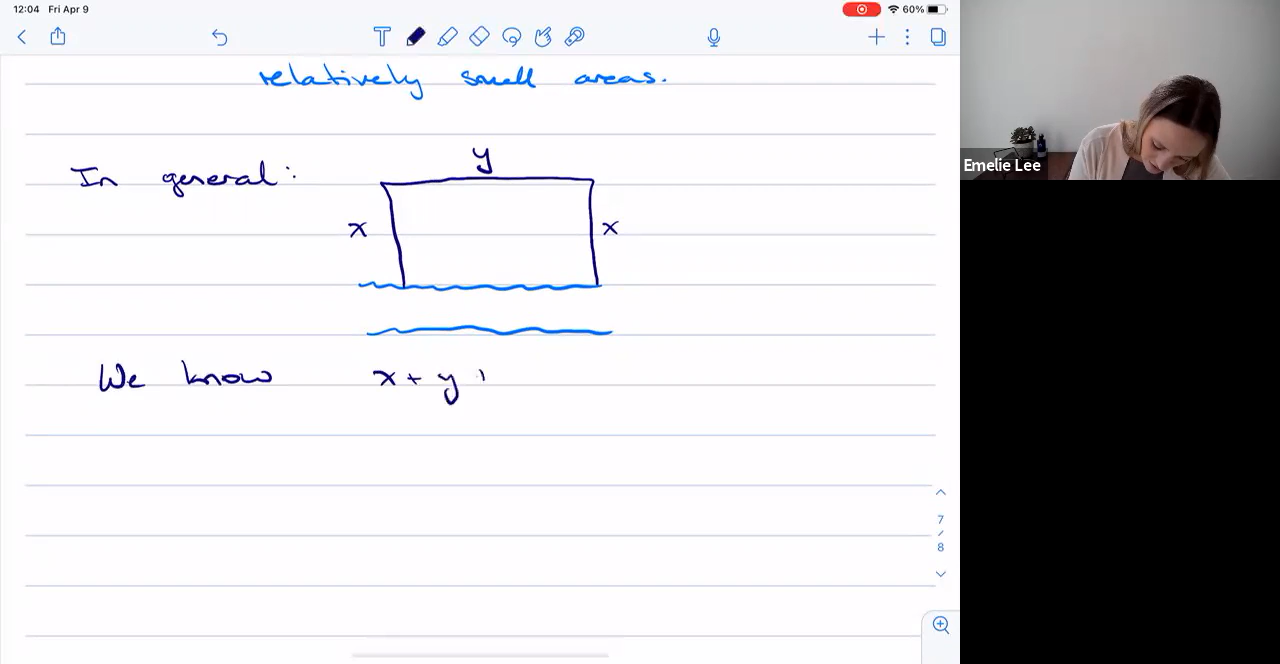 12:04 Fri Apr 9
60%
T
relatively small areas.
In general:
y
x
x
We know x + y
7
/
8
Emelie Lee